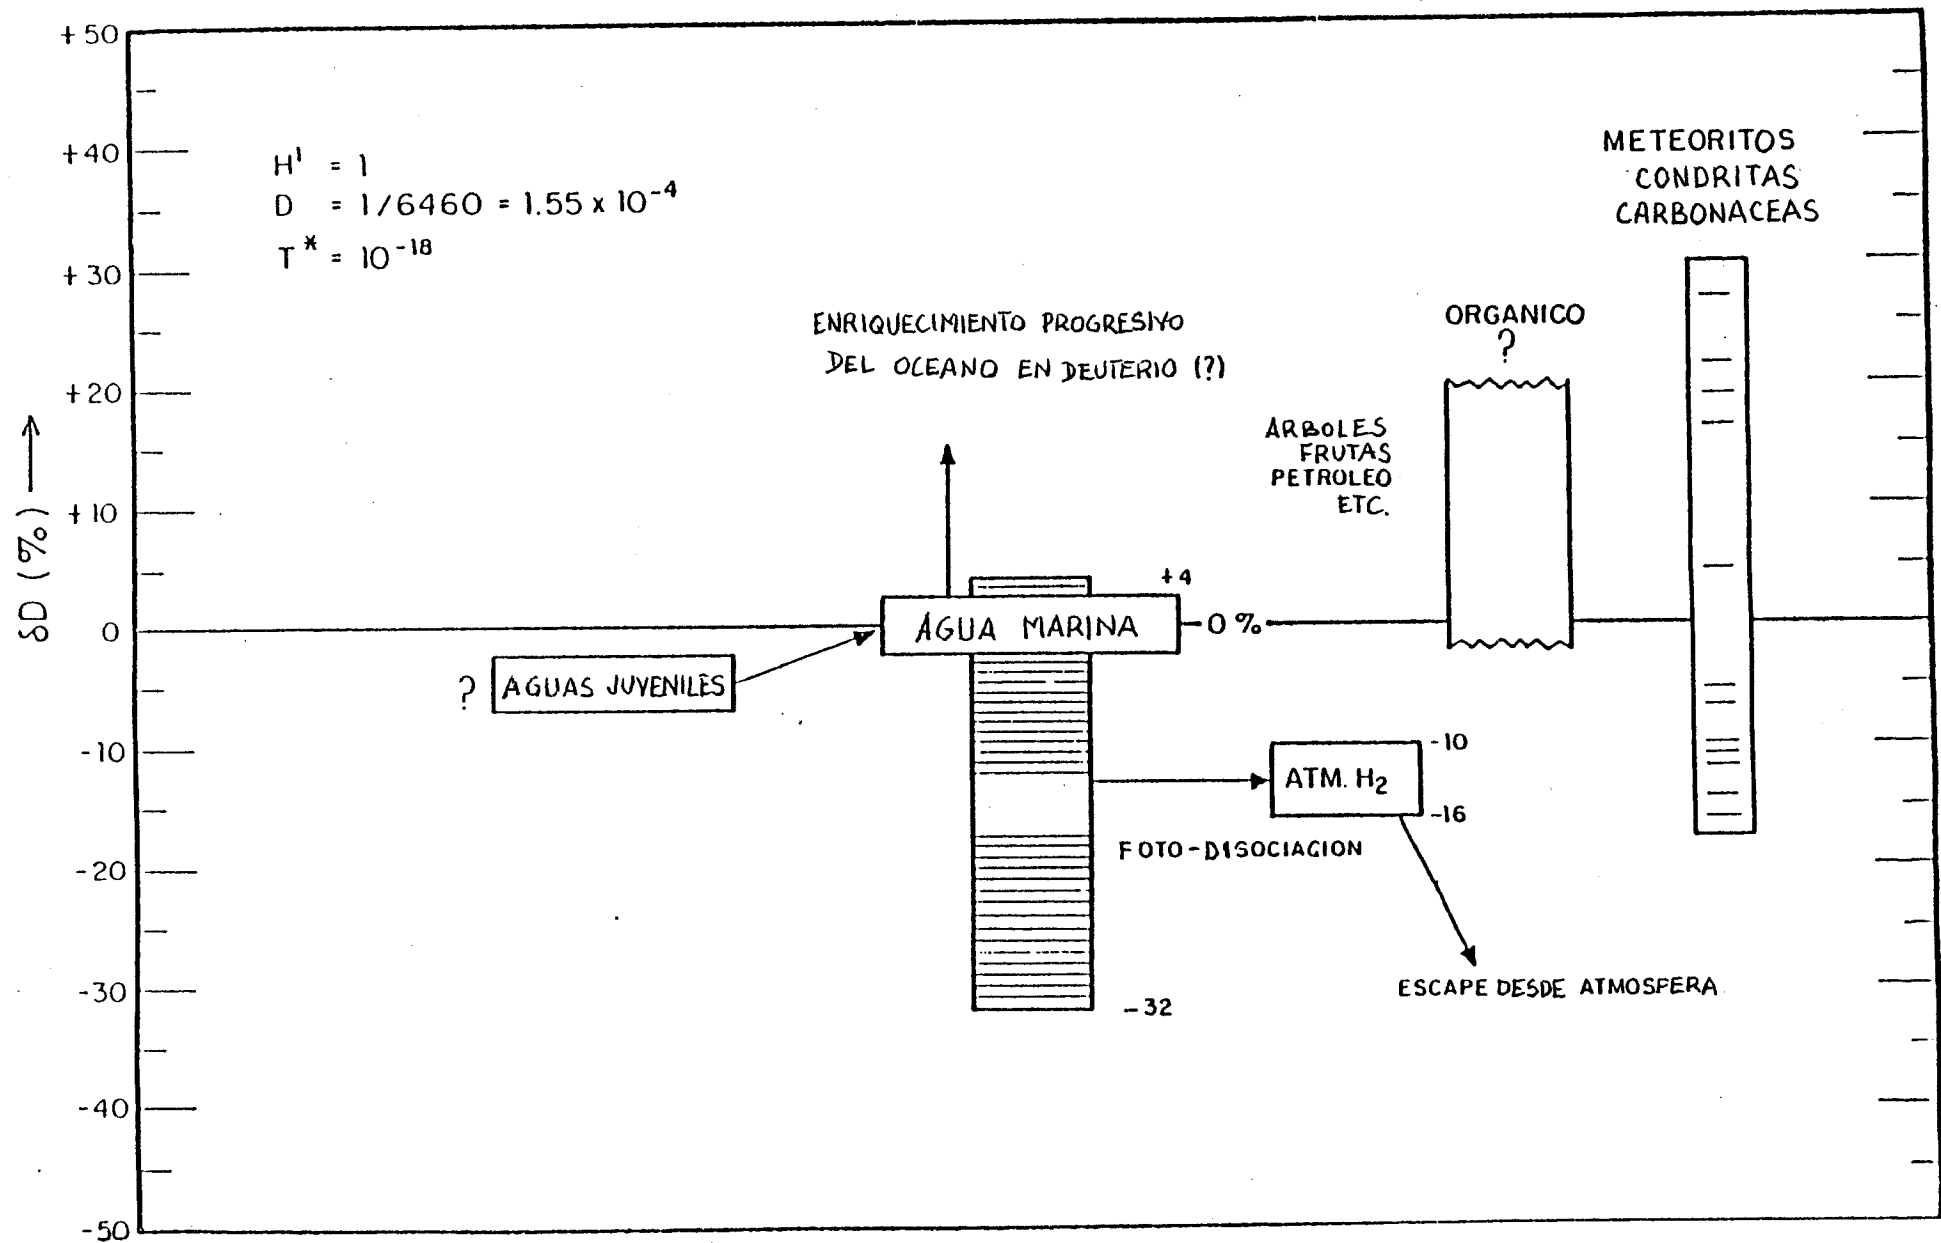 +50
+40
+30
+20
+10
0
-10
-20
-30
-40
-50
δD (%) →
H¹ = 1
D = 1/6460 = 1.55 x 10⁻⁴
T* = 10⁻¹⁸
METEORITOS
CONDRITAS
CARBONACEAS
ENRIQUECIMIENTO PROGRESIVO
DEL OCEANO EN DEUTERIO (?)
ORGANICO
?
ARBOLES
FRUTAS
PETROLEO
ETC.
+4
AGUA MARINA
0 %
? AGUAS JUVENILES
-10
ATM. H₂
-16
FOTO-DISOCIACION
ESCAPE DESDE ATMOSFERA
-32